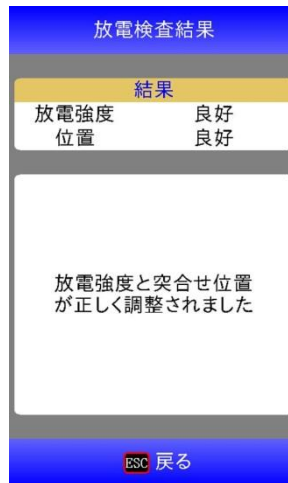 放電検査結果
結果
放電強度 良好
位置 良好
放電強度と突合せ位置
が正しく調整されました
ESC 戻る